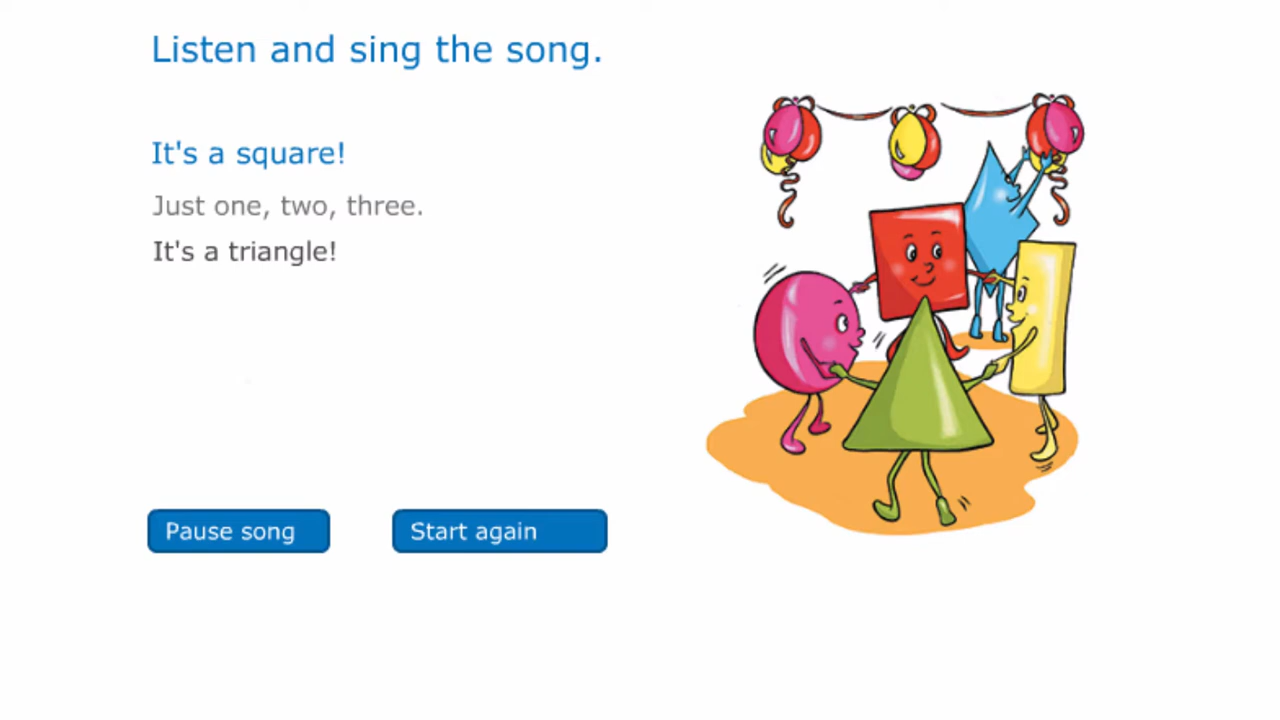 Listen and sing the song.
It's a square!
Just one, two, three.
It's a triangle!
Pause song
Start again